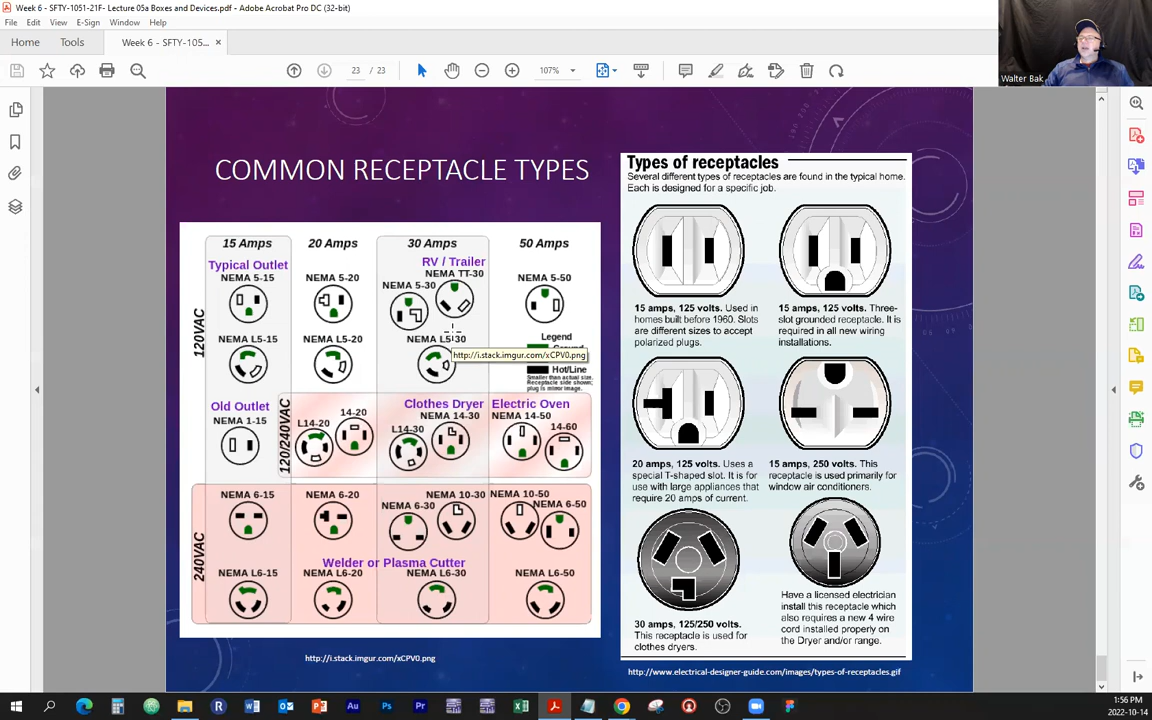 Week 6 - SFTY-1051-21F- Lecture 05a Boxes and Devices.pdf - Adobe Acrobat Pro DC (32-bit)
File Edit View E-Sign Window Help
Home Tools Week 6 - SFTY-105... ×
23 / 23 107%
Walter Bak
COMMON RECEPTACLE TYPES
15 Amps 20 Amps 30 Amps 50 Amps
120VAC
Typical Outlet RV / Trailer
NEMA TT-30
NEMA 5-15 NEMA 5-20 NEMA 5-30 NEMA 5-50
NEMA L5-15 NEMA L5-20 NEMA L5-30
Legend
http://i.stack.imgur.com/xCPV0.png
Hot/Line
Smaller than actual size.
Receptacle side shown;
plug is mirror image.
Old Outlet
NEMA 1-15
120/240VAC
Clothes Dryer Electric Oven
L14-20 14-20 L14-30 NEMA 14-30 NEMA 14-50 14-60
240VAC
NEMA 6-15 NEMA 6-20 NEMA 6-30 NEMA 10-30 NEMA 10-50 NEMA 6-50
Welder or Plasma Cutter
NEMA L6-15 NEMA L6-20 NEMA L6-30 NEMA L6-50
http://i.stack.imgur.com/xCPV0.png
Types of receptacles
Several different types of receptacles are found in the typical home.
Each is designed for a specific job.
15 amps, 125 volts. Used in
homes built before 1960. Slots
are different sizes to accept
polarized plugs.
15 amps, 125 volts. Three-
slot grounded receptacle. It is
required in all new wiring
installations.
20 amps, 125 volts. Uses a
special T-shaped slot. It is for
use with large appliances that
require 20 amps of current.
15 amps, 250 volts. This
receptacle is used primarily for
window air conditioners.
30 amps, 125/250 volts.
This receptacle is used for
clothes dryers.
Have a licensed electrician
install this receptacle which
also requires a new 4 wire
cord installed properly on
the Dryer and/or range.
http://www.electrical-designer-guide.com/images/types-of-receptacles.gif
1:56 PM
2022-10-14